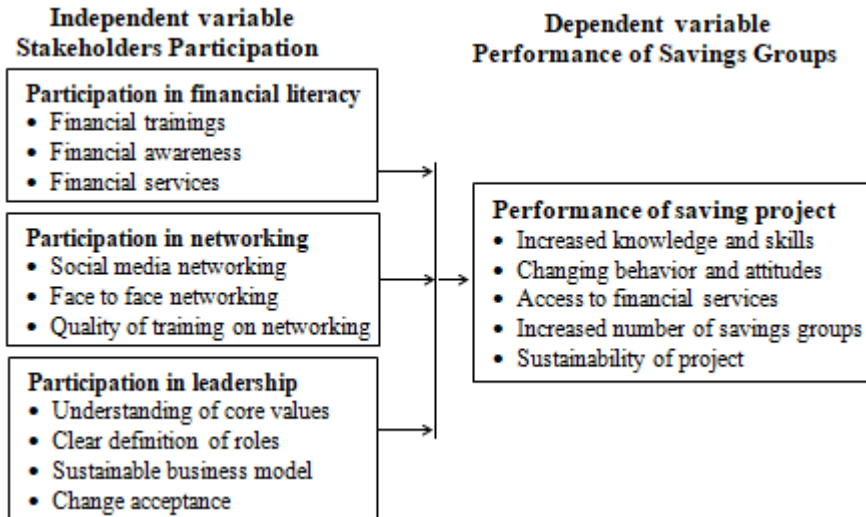 Independent variable
Stakeholders Participation
Participation in financial literacy
• Financial trainings
• Financial awareness
• Financial services
Participation in networking
• Social media networking
• Face to face networking
• Quality of training on networking
Participation in leadership
• Understanding of core values
• Clear definition of roles
• Sustainable business model
• Change acceptance
Dependent variable
Performance of Savings Groups
Performance of saving project
• Increased knowledge and skills
• Changing behavior and attitudes
• Access to financial services
• Increased number of savings groups
• Sustainability of project